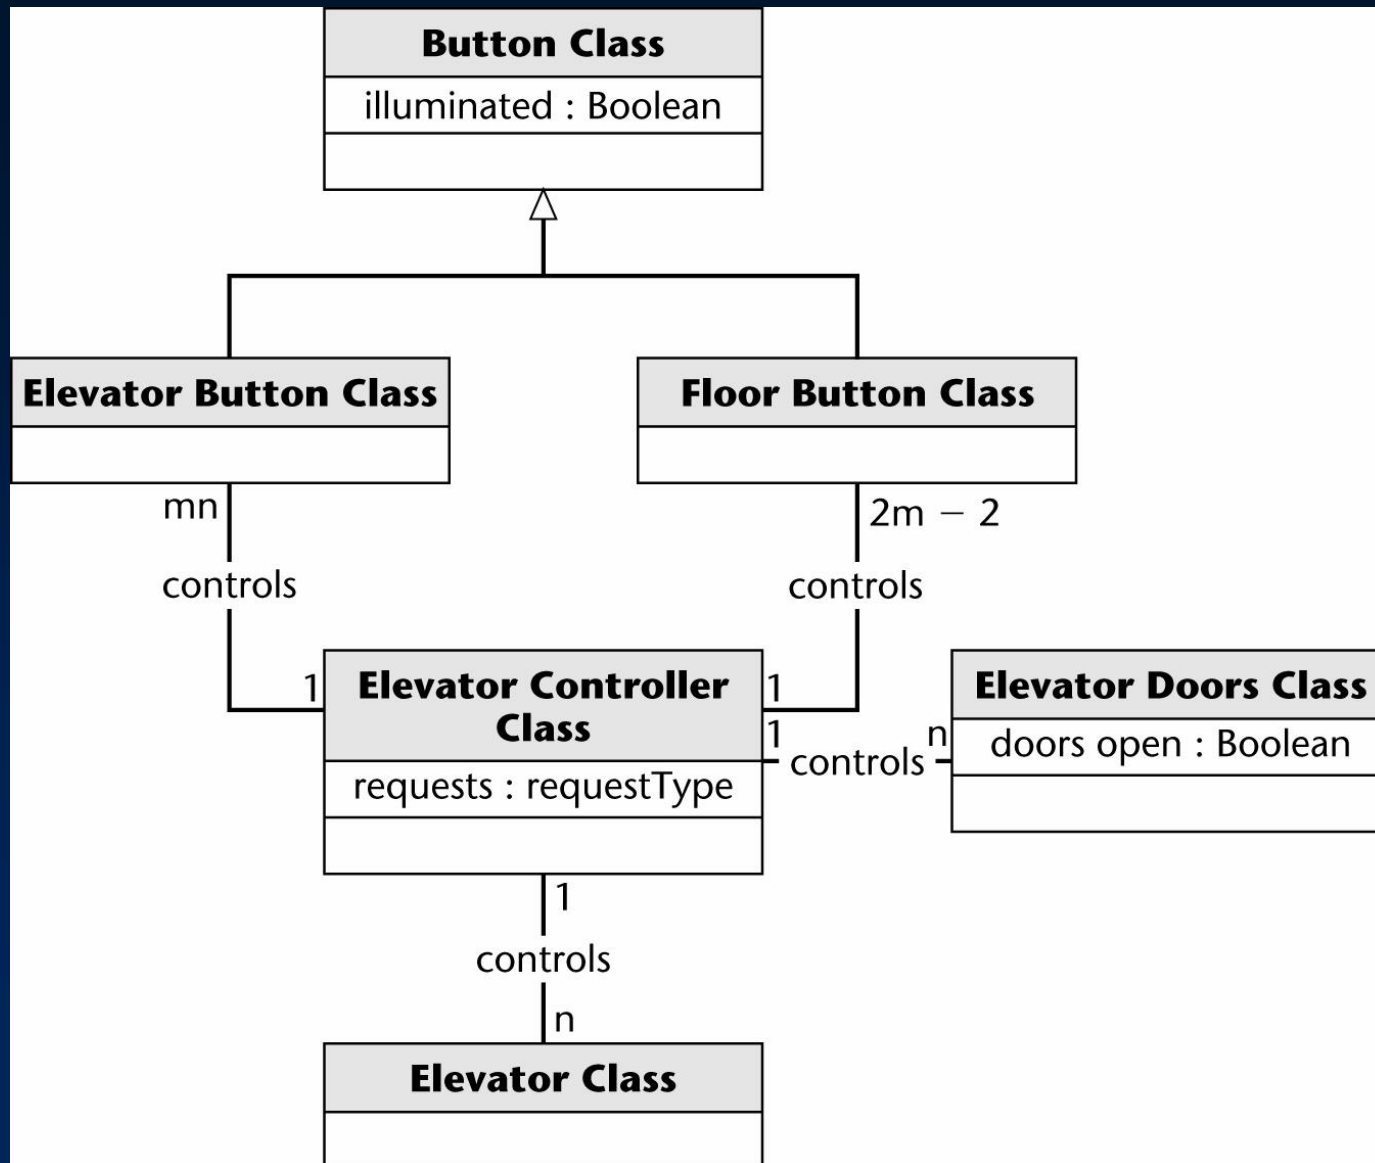 Button Class
illuminated : Boolean
Elevator Button Class
Floor Button Class
mn
2m − 2
controls
controls
1
Elevator Controller
Class
1
1
controls
n
Elevator Doors Class
doors open : Boolean
requests : requestType
1
controls
n
Elevator Class